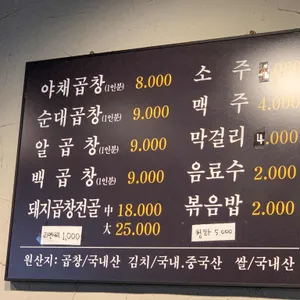 야채곱창(1인분) 8.000
순대곱창(1인분) 9.000
알 곱 창(1인분) 9.000
백 곱 창(1인분) 9.000
돼지곱창전골 中 18.000
大 25.000
1,000
소 주
맥 주 4.000
막걸리 4.000
음료수 2.000
볶음밥 2.000
5,000
원산지: 곱창/국내산 김치/국내.중국산 쌀/국내산